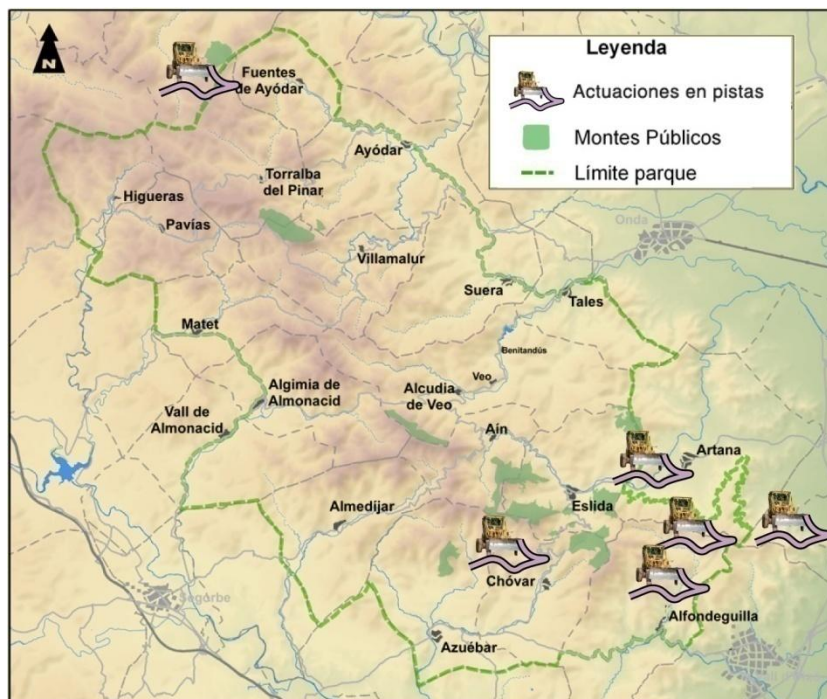 N
Leyenda
Actuaciones en pistas
Montes Públicos
Límite parque
Fuentes
de Ayódar
Ayódar
Torralba
del Pinar
Higueras
Pavías
Onda
Villamalur
Suera
Tales
Matet
Benitandús
Veo
Algimia de
Almonacid
Alcudia
de Veo
Vall de
Almonacid
Aín
Artana
Almedíjar
Eslida
Chóvar
Segorbe
Alfondeguilla
Azuébar